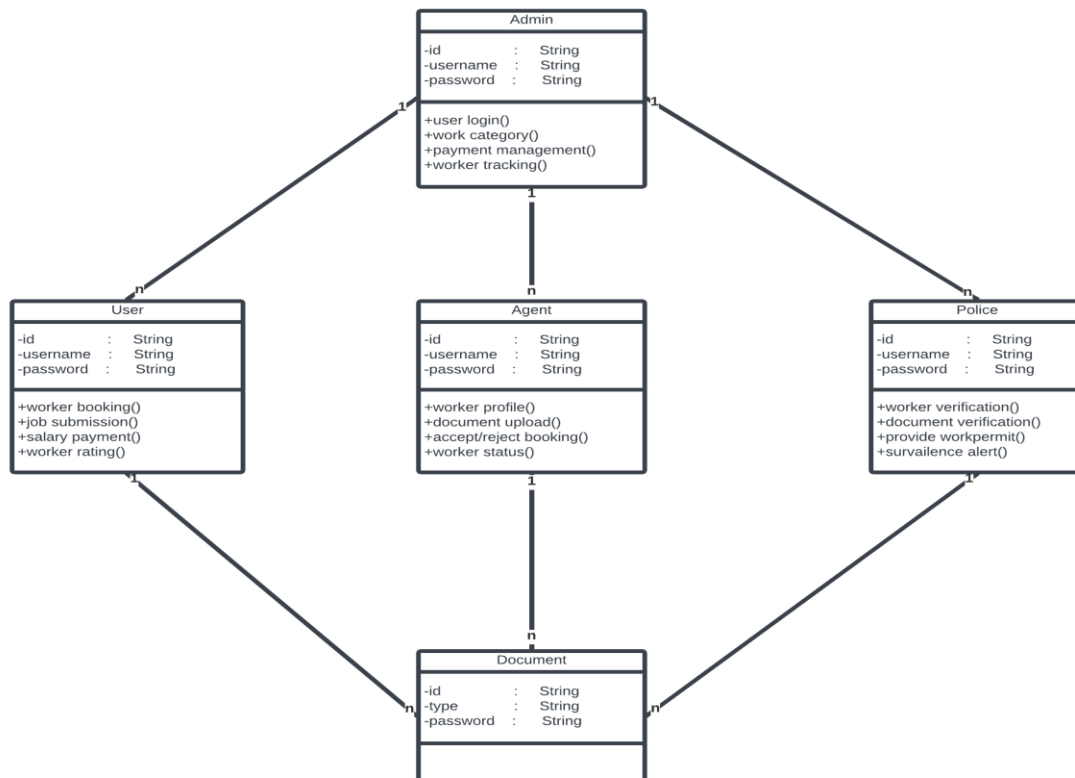 Admin
-id : String
-username : String
-password : String
+user login()
+work category()
+payment management()
+worker tracking()
1
1
1
n
n
n
User
-id : String
-username : String
-password : String
+worker booking()
+job submission()
+salary payment()
+worker rating()
Agent
-id : String
-username : String
-password : String
+worker profile()
+document upload()
+accept/reject booking()
+worker status()
Police
-id : String
-username : String
-password : String
+worker verification()
+document verification()
+provide workpermit()
+survailence alert()
1
1
1
n
n
n
Document
-id : String
-type : String
-password : String